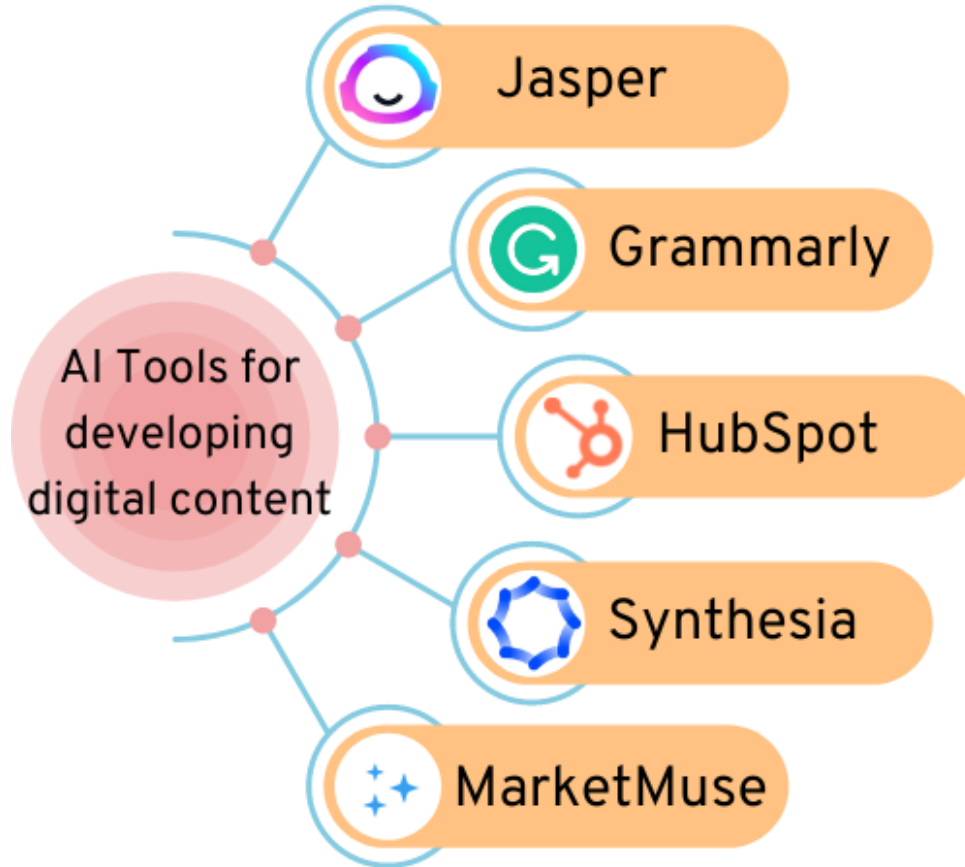 Jasper
Grammarly
AI Tools for
developing
digital content
HubSpot
Synthesia
MarketMuse